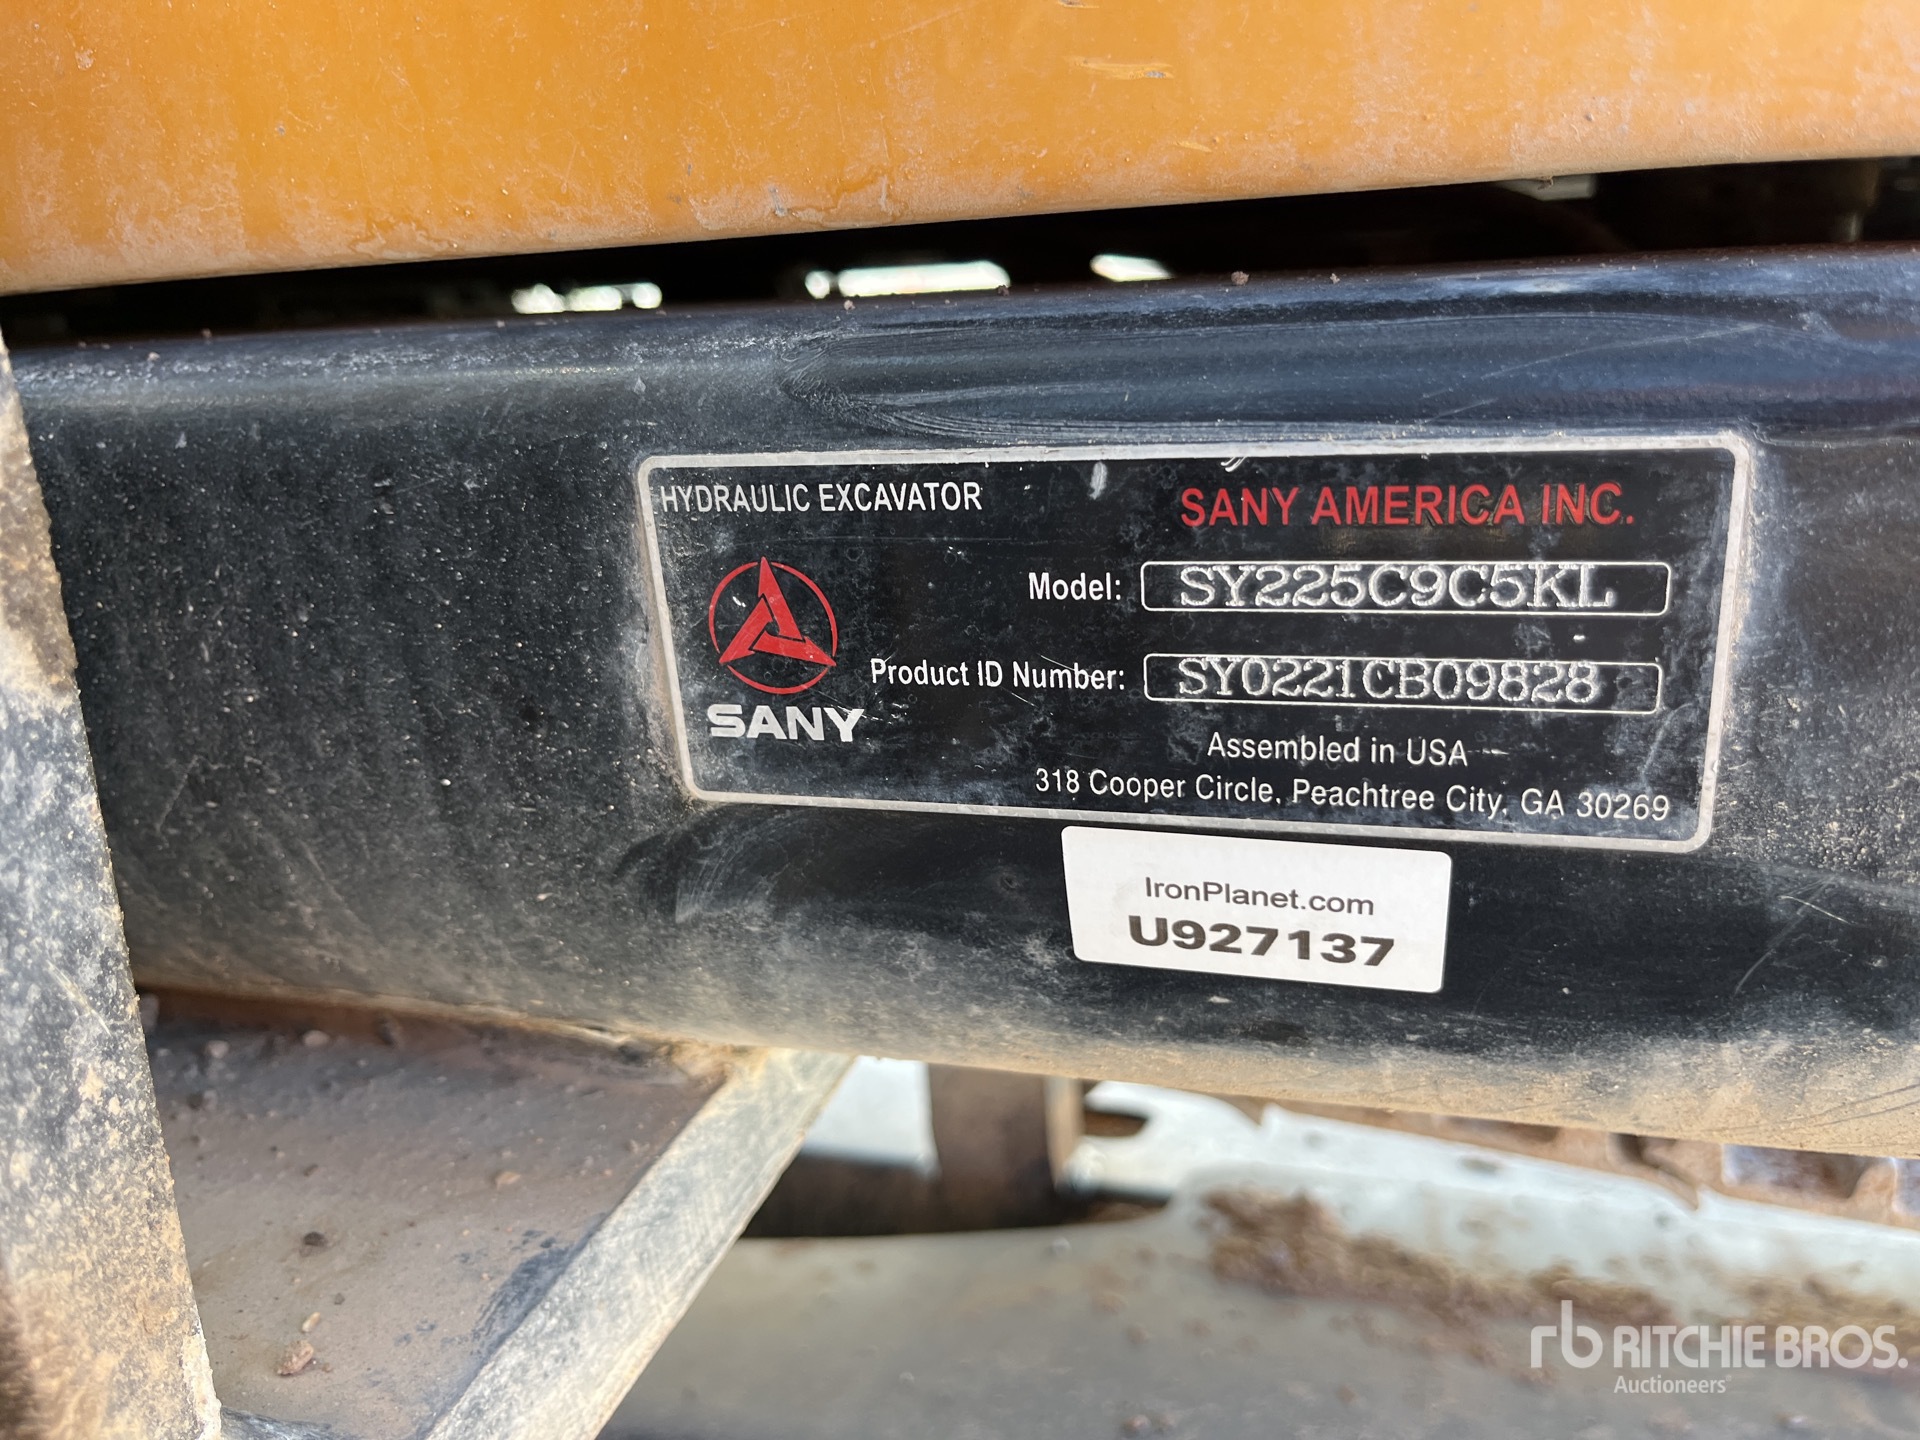 HYDRAULIC EXCAVATOR
SANY AMERICA INC.
Model: SY225C9C5KL
Product ID Number: SY0221CB09828
SANY
Assembled in USA
318 Cooper Circle, Peachtree City, GA 30269
IronPlanet.com
U927137
rb RITCHIE BROS.
Auctioneers